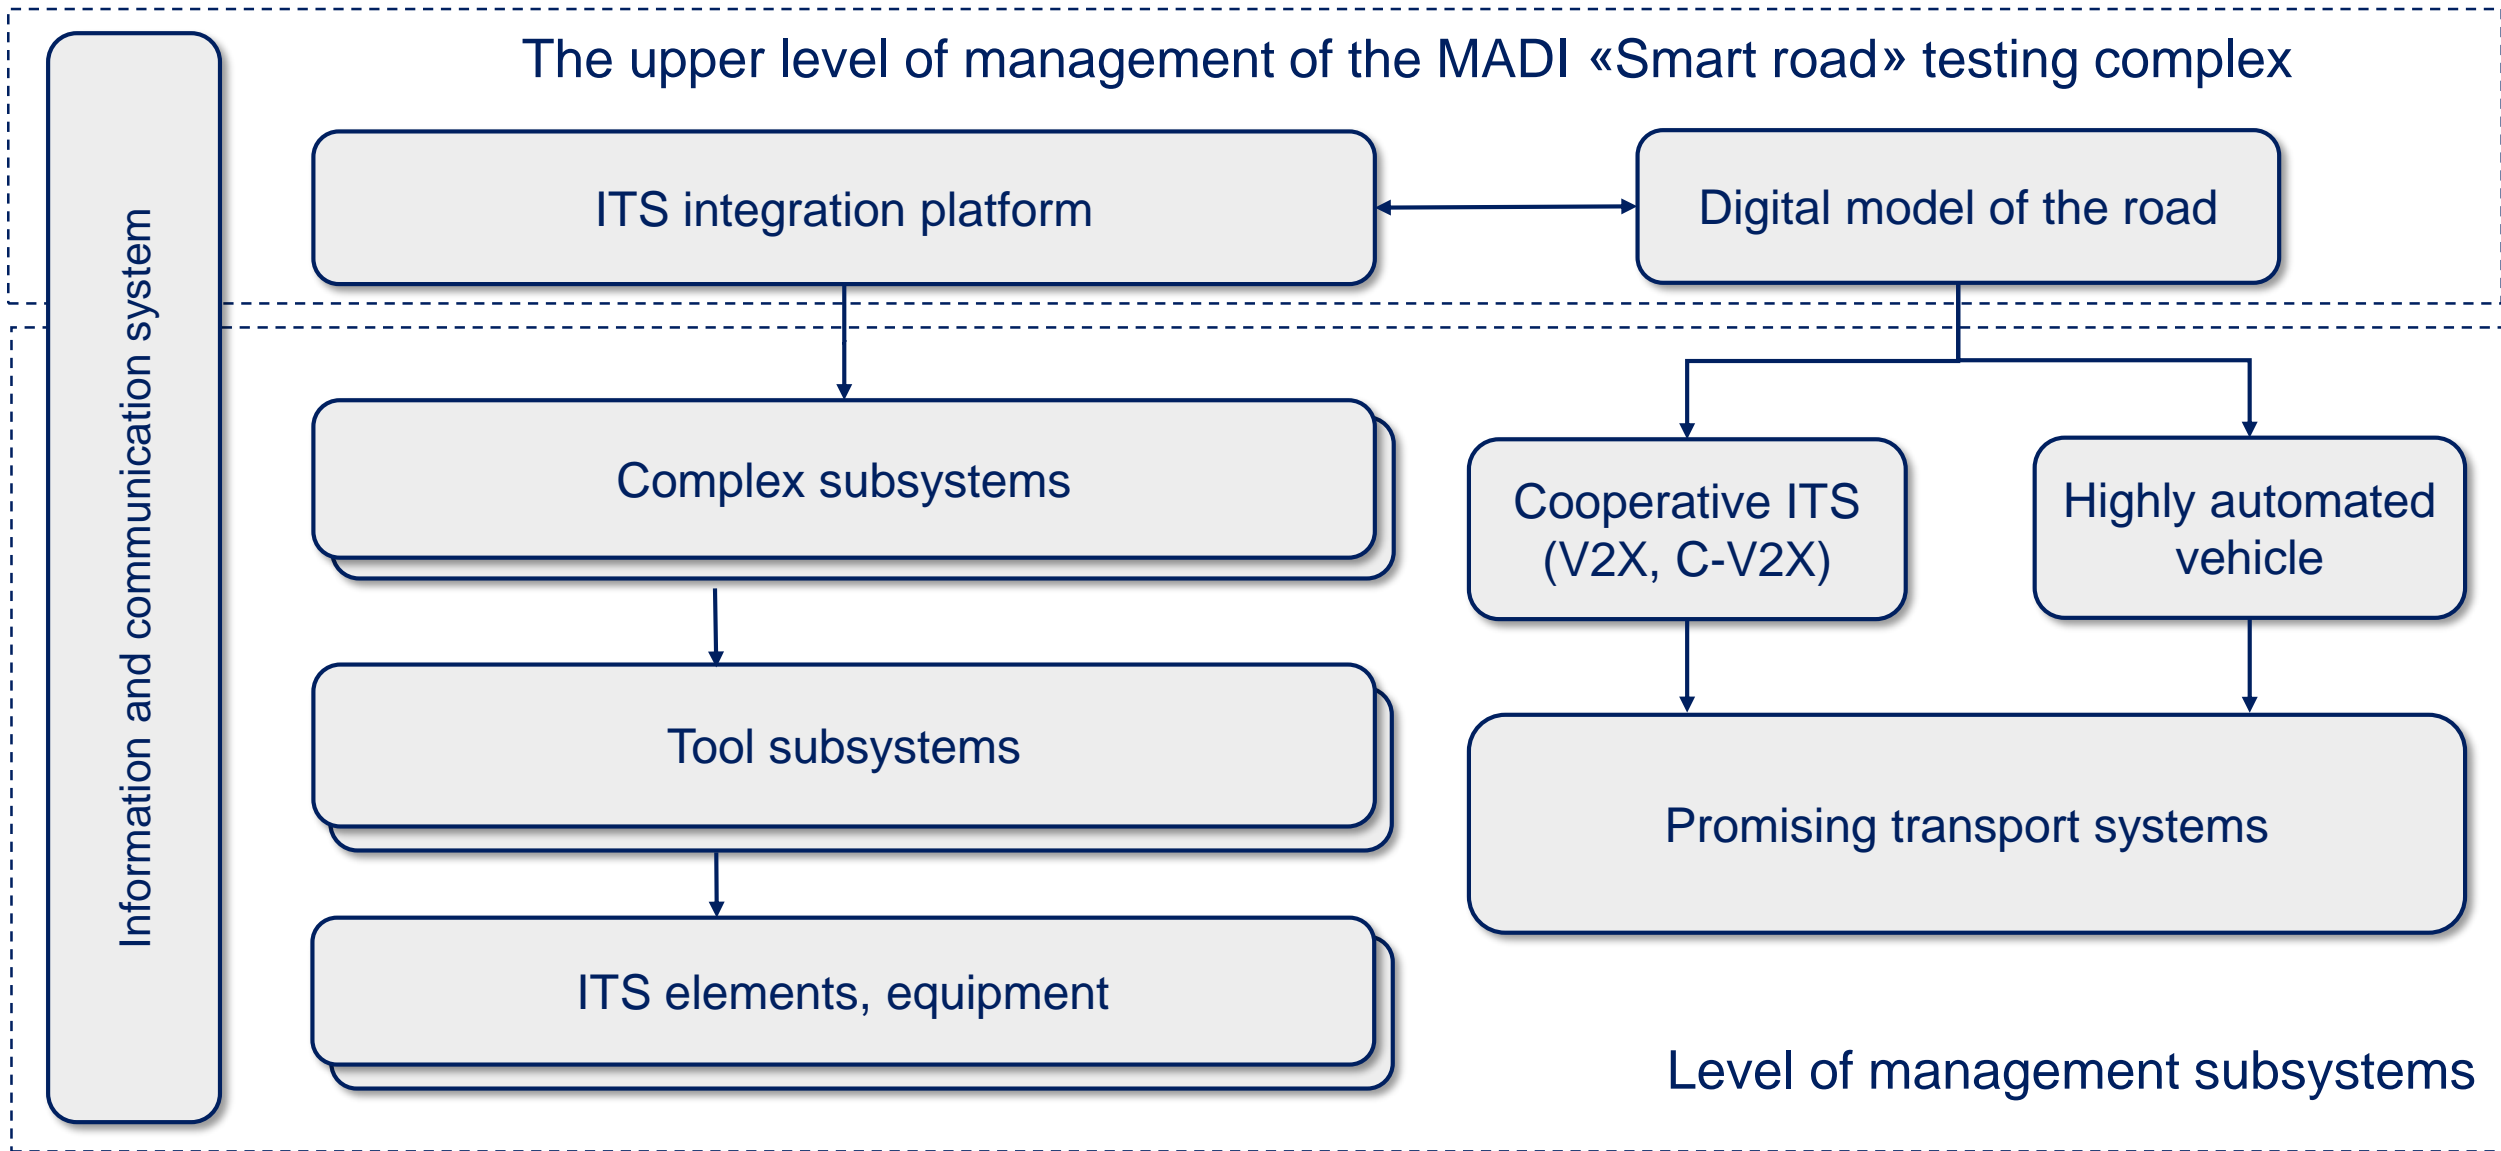 The upper level of management of the MADI «Smart road» testing complex
Information and communication system
ITS integration platform
Digital model of the road
Complex subsystems
Cooperative ITS
(V2X, C-V2X)
Highly automated
vehicle
Tool subsystems
Promising transport systems
ITS elements, equipment
Level of management subsystems